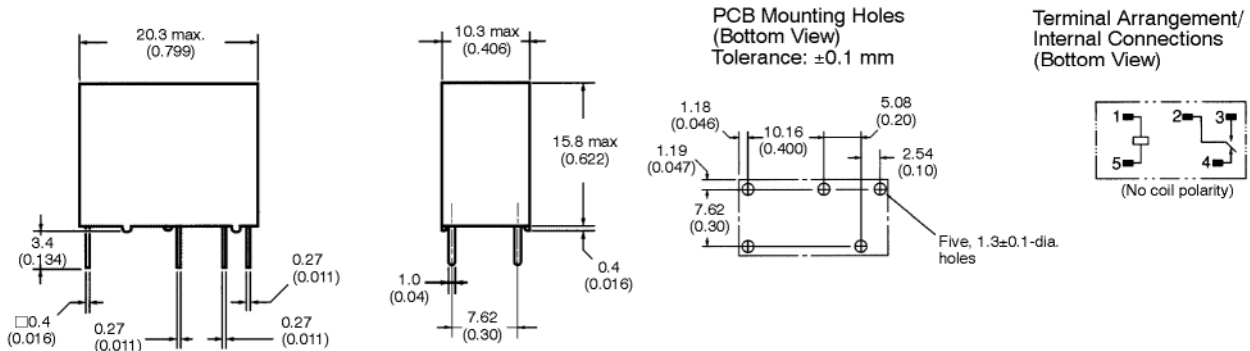 20.3 max.
(0.799)
3.4
(0.134)
□0.4
(0.016)
0.27
(0.011)
0.27
(0.011)
0.27
(0.011)
10.3 max
(0.406)
15.8 max
(0.622)
0.4
(0.016)
1.0
(0.04)
7.62
(0.30)
PCB Mounting Holes
(Bottom View)
Tolerance: ±0.1 mm
1.18
(0.046)
10.16
(0.400)
5.08
(0.20)
1.19
(0.047)
2.54
(0.10)
7.62
(0.30)
Five, 1.3±0.1-dia.
holes
Terminal Arrangement/
Internal Connections
(Bottom View)
1 2 3
5 4
(No coil polarity)